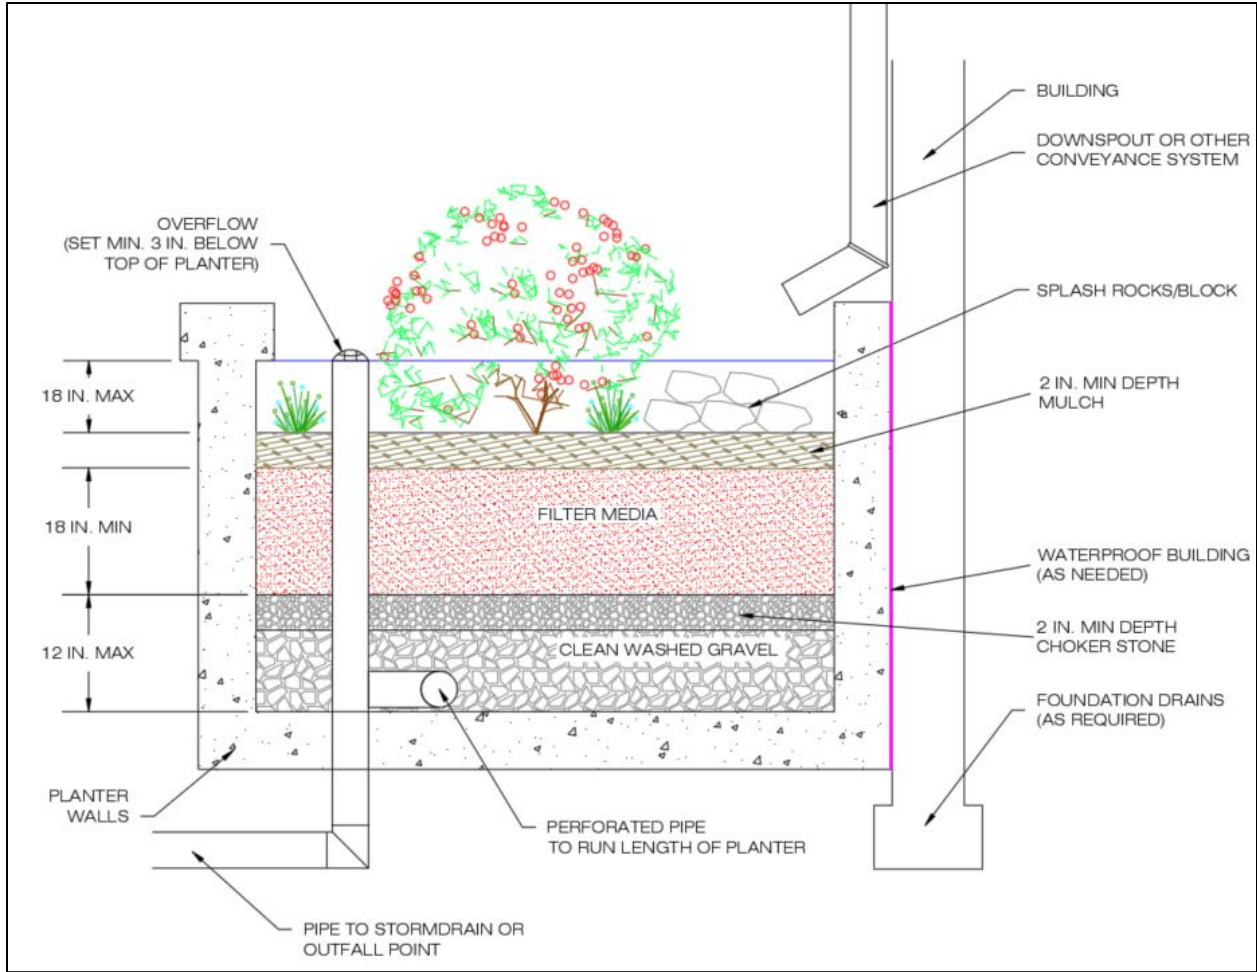 BUILDING
DOWNSPOUT OR OTHER
CONVEYANCE SYSTEM
OVERFLOW
(SET MIN. 3 IN. BELOW
TOP OF PLANTER)
SPLASH ROCKS/BLOCK
18 IN. MAX
2 IN. MIN DEPTH
MULCH
18 IN. MIN
FILTER MEDIA
WATERPROOF BUILDING
(AS NEEDED)
12 IN. MAX
CLEAN WASHED GRAVEL
2 IN. MIN DEPTH
CHOKER STONE
FOUNDATION DRAINS
(AS REQUIRED)
PLANTER
WALLS
PERFORATED PIPE
TO RUN LENGTH OF PLANTER
PIPE TO STORMDRAIN OR
OUTFALL POINT